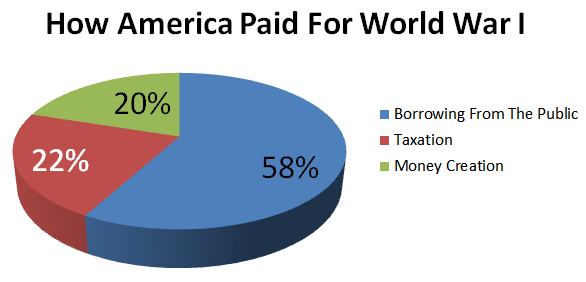 How America Paid For World War I
20%
22%
58%
Borrowing From The Public
Taxation
Money Creation